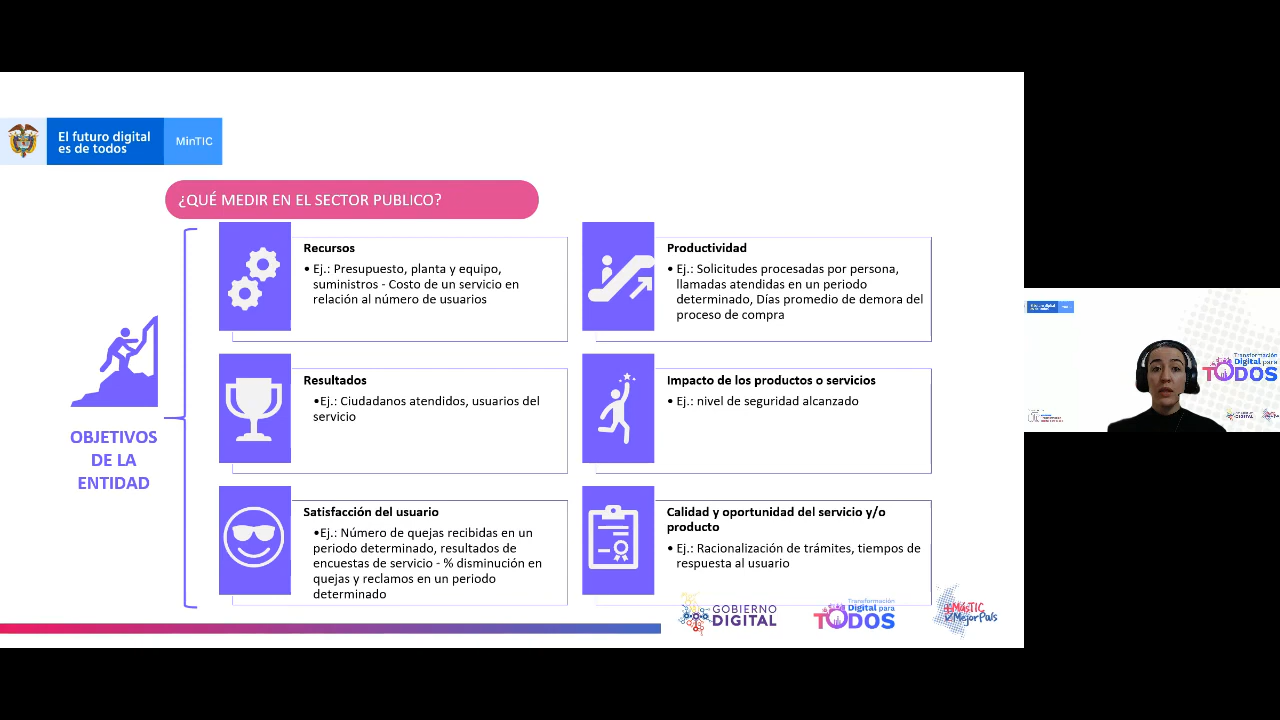 El futuro digital
es de todos
MinTIC
¿QUÉ MEDIR EN EL SECTOR PUBLICO?
OBJETIVOS
DE LA
ENTIDAD
Recursos
• Ej.: Presupuesto, planta y equipo,
suministros - Costo de un servicio en
relación al número de usuarios
Productividad
• Ej.: Solicitudes procesadas por persona,
llamadas atendidas en un periodo
determinado, Días promedio de demora del
proceso de compra
Resultados
•Ej.: Ciudadanos atendidos, usuarios del
servicio
Impacto de los productos o servicios
• Ej.: nivel de seguridad alcanzado
Satisfacción del usuario
•Ej.: Número de quejas recibidas en un
periodo determinado, resultados de
encuestas de servicio - % disminución en
quejas y reclamos en un periodo
determinado
Calidad y oportunidad del servicio y/o
producto
• Ej.: Racionalización de trámites, tiempos de
respuesta al usuario
GOBIERNO
DIGITAL
Transformación
Digital para
TODOS
+MásTIC
+MejorPaís
Transformación
Digital para
TODOS